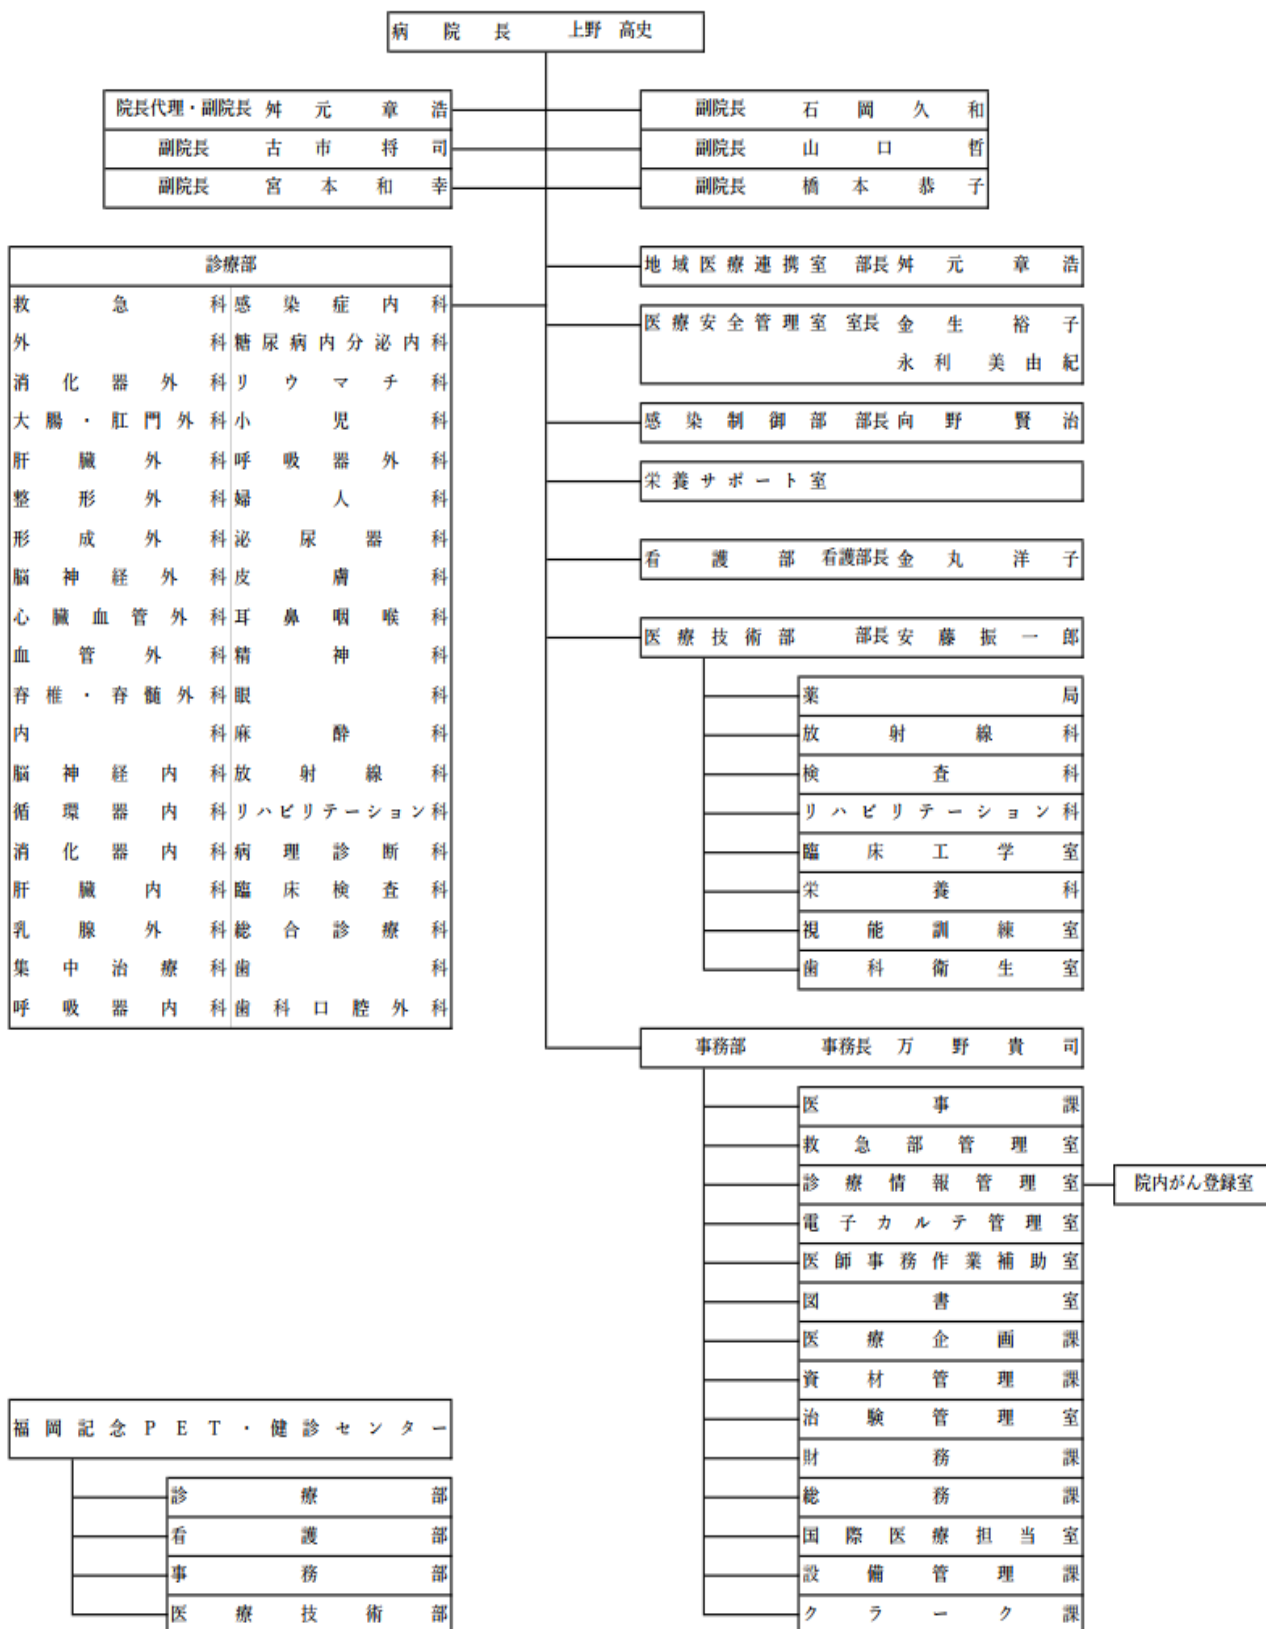 病院長 上野 高史
院長代理・副院長 舛元章浩
副院長 古市将司
副院長 宮本和幸
副院長 石岡久和
副院長 山口哲
副院長 橋本恭子
診療部
救急科
外科
消化器外科
大腸・肛門外科
肝臓外科
整形外科
形成外科
脳神経外科
心臓血管外科
血管外科
脊椎・脊髄外科
内科
脳神経内科
循環器内科
消化器内科
肝臓内科
乳腺外科
集中治療科
呼吸器内科
感染症内科
糖尿病内分泌内科
リウマチ科
小児科
呼吸器外科
婦人科
泌尿器科
皮膚科
耳鼻咽喉科
精神科
眼科
麻酔科
放射線科
リハビリテーション科
病理診断科
臨床検査科
総合診療科
歯科
歯科口腔外科
地域医療連携室 部長 舛元章浩
医療安全管理室 室長 金生裕子
永利美由紀
感染制御部 部長 向野賢治
栄養サポート室
看護部 看護部長 金丸洋子
医療技術部 部長 安藤振一郎
薬局
放射線科
検査科
リハビリテーション科
臨床工学室
栄養科
視能訓練室
歯科衛生室
事務部 事務長 万野貴司
医事課
救急部管理室
診療情報管理室
院内がん登録室
電子カルテ管理室
医師事務作業補助室
図書室
医療企画課
資材管理課
治験管理室
財務課
総務課
国際医療担当室
設備管理課
クラーク課
福岡記念PET・健診センター
診療部
看護部
事務部
医療技術部